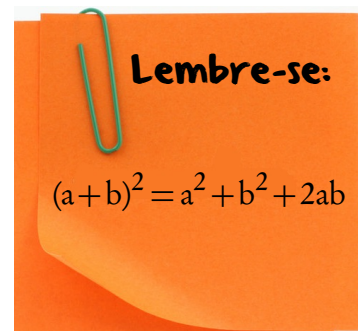 Lembre-se:
(a+b)² = a² + b² + 2ab